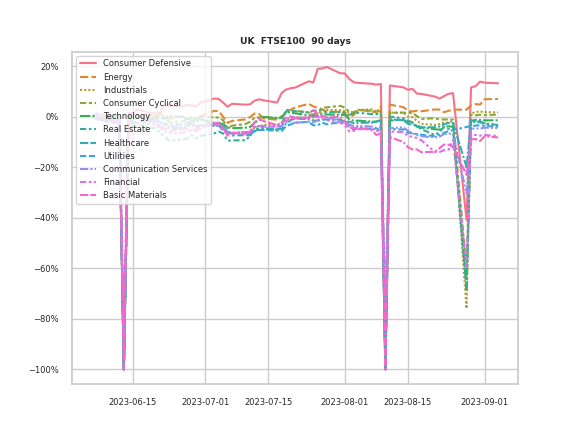 UK  FTSE100  90 days
20%
0%
−20%
−40%
−60%
−80%
−100%
Consumer Defensive
Energy
Industrials
Consumer Cyclical
Technology
Real Estate
Healthcare
Utilities
Communication Services
Financial
Basic Materials
2023-06-15
2023-07-01
2023-07-15
2023-08-01
2023-08-15
2023-09-01